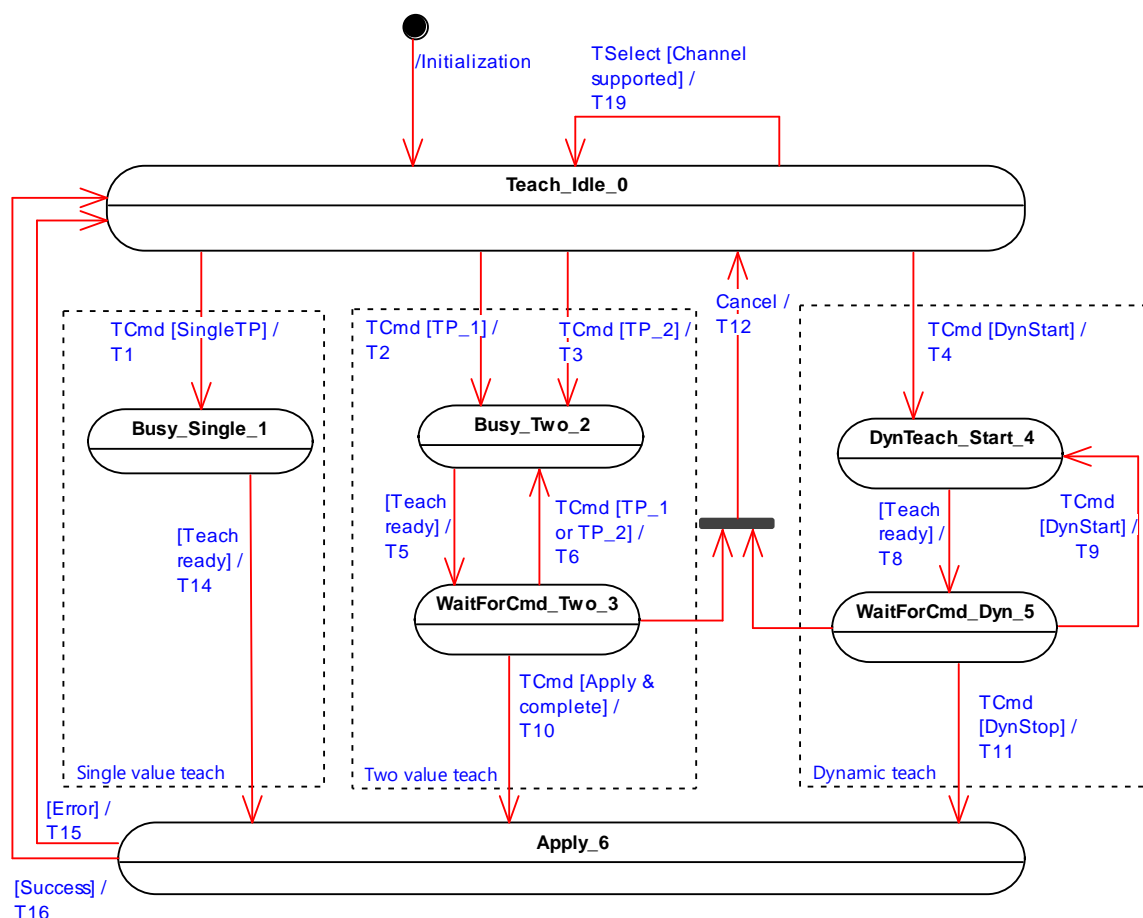 /Initialization
TSelect [Channel
supported] /
T19
Teach_Idle_0
TCmd [SingleTP] /
T1
TCmd [TP_1] /
T2
TCmd [TP_2] /
T3
Cancel /
T12
TCmd [DynStart] /
T4
Busy_Single_1
Busy_Two_2
DynTeach_Start_4
[Teach
ready] /
T14
[Teach
ready] /
T5
TCmd [TP_1
or TP_2] /
T6
[Teach
ready] /
T8
TCmd
[DynStart] /
T9
WaitForCmd_Two_3
WaitForCmd_Dyn_5
TCmd [Apply &
complete] /
T10
TCmd
[DynStop] /
T11
Single value teach
Two value teach
Dynamic teach
[Error] /
T15
Apply_6
[Success] /
T16